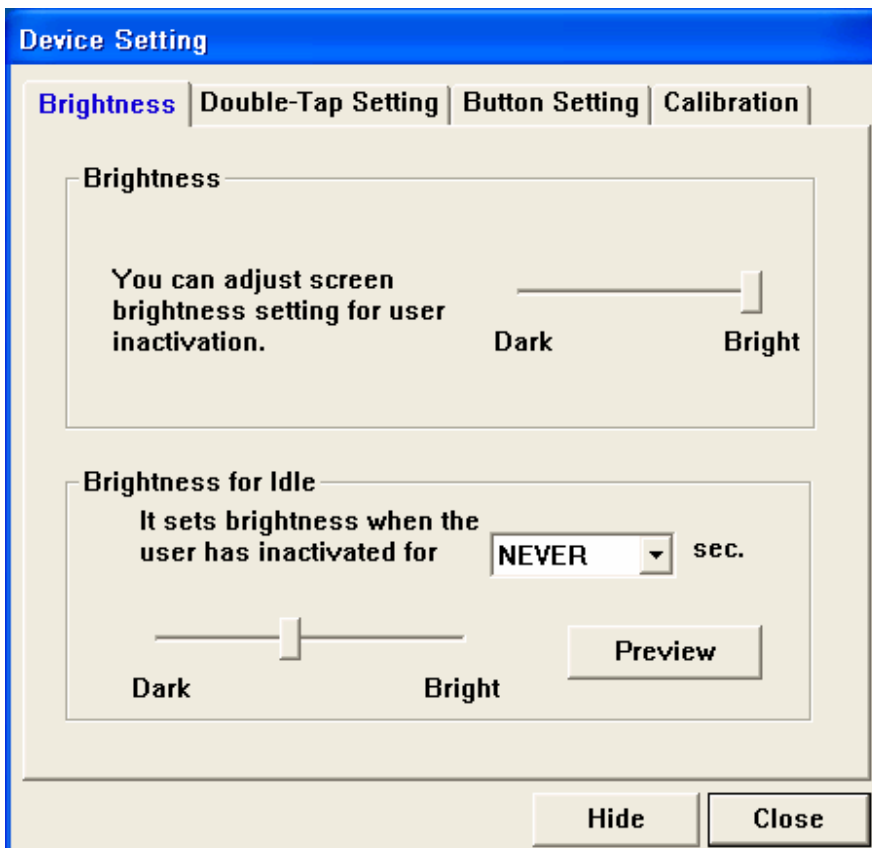 Device Setting
Brightness Double-Tap Setting Button Setting Calibration
Brightness
You can adjust screen
brightness setting for user
inactivation.
Dark Bright
Brightness for Idle
It sets brightness when the
user has inactivated for NEVER sec.
Preview
Dark Bright
Hide Close